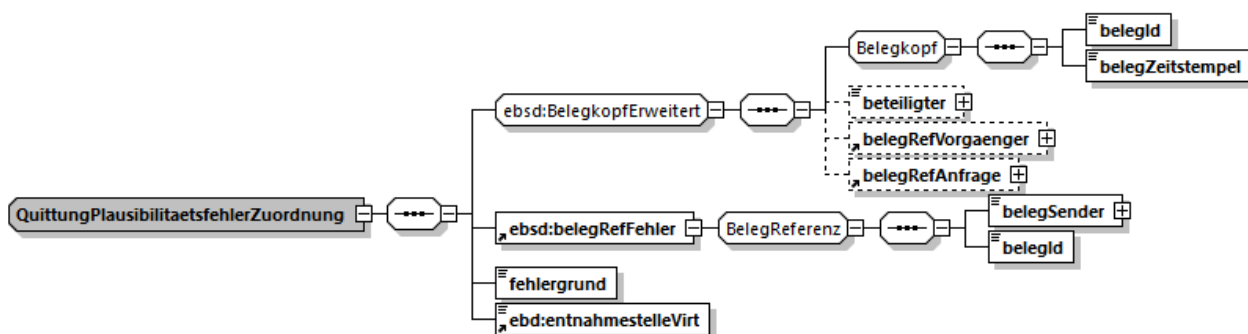 Belegkopf
belegId
belegZeitstempel
ebsd:BelegkopfErweitert
beteiligter
belegRefVorgaenger
belegRefAnfrage
QuittungPlausibilitaetsfehlerZuordnung
ebsd:belegRefFehler
BelegReferenz
belegSender
belegId
fehlergrund
ebd:entnahmestelleVirt